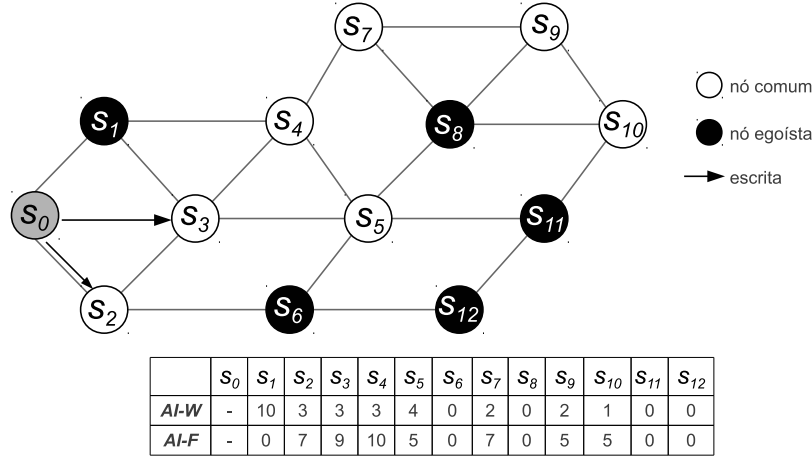 S7 S9
nó comum
S1 S4 S8 S10
nó egoísta
escrita
S0 S3 S5 S11
S2 S6 S12
S0 S1 S2 S3 S4 S5 S6 S7 S8 S9 S10 S11 S12
AI-W - 10 3 3 3 4 0 2 0 2 1 0 0
AI-F - 0 7 9 10 5 0 7 0 5 5 0 0